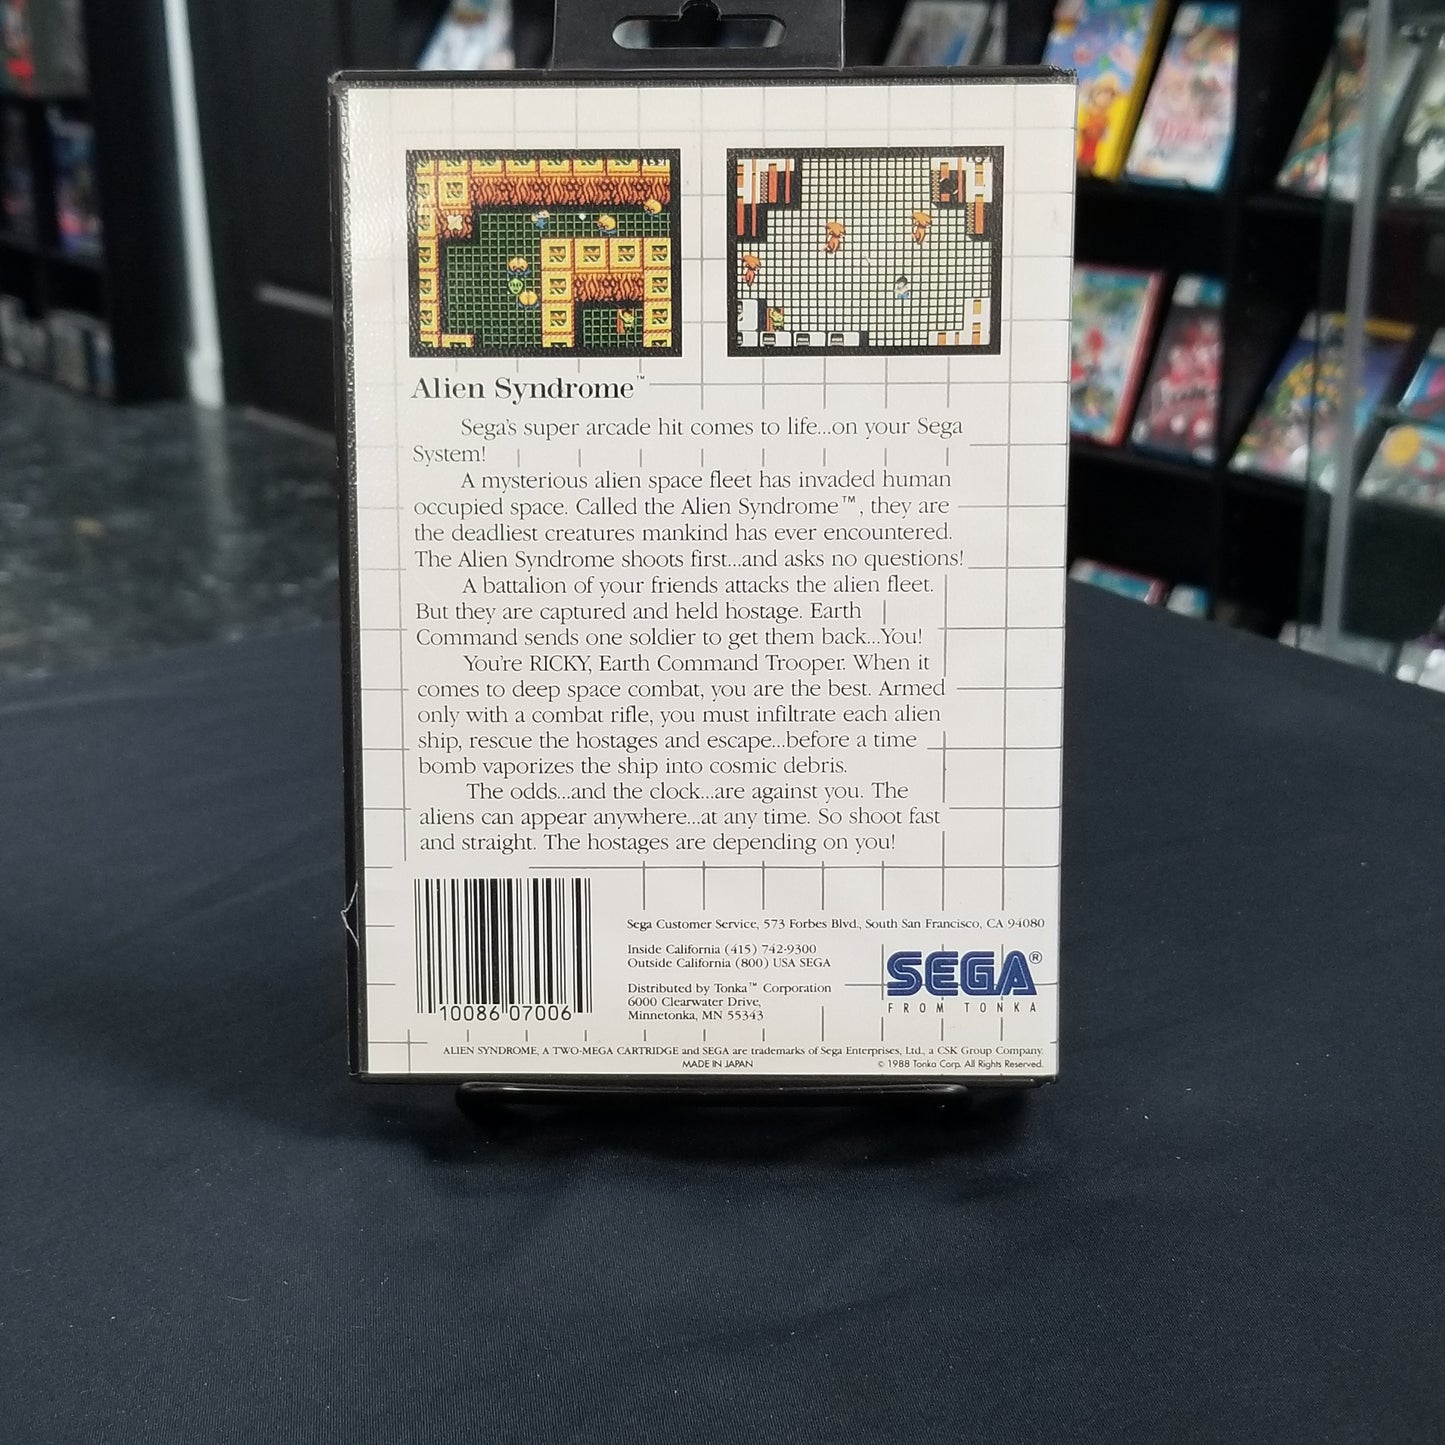 Alien Syndrome™
Sega's super arcade hit comes to life...on your Sega
System!
A mysterious alien space fleet has invaded human
occupied space. Called the Alien Syndrome™, they are
the deadliest creatures mankind has ever encountered.
The Alien Syndrome shoots first...and asks no questions!
A battalion of your friends attacks the alien fleet.
But they are captured and held hostage. Earth
Command sends one soldier to get them back...You!
You're RICKY, Earth Command Trooper. When it
comes to deep space combat, you are the best. Armed
only with a combat rifle, you must infiltrate each alien
ship, rescue the hostages and escape...before a time
bomb vaporizes the ship into cosmic debris.
The odds...and the clock...are against you. The
aliens can appear anywhere...at any time. So shoot fast
and straight. The hostages are depending on you!
10086 07006
Sega Customer Service, 573 Forbes Blvd., South San Francisco, CA 94080
Inside California (415) 742-9300
Outside California (800) USA SEGA
Distributed by Tonka™ Corporation
6000 Clearwater Drive,
Minnetonka, MN 55343
SEGA®
FROM TONKA
ALIEN SYNDROME, A TWO-MEGA CARTRIDGE and SEGA are trademarks of Sega Enterprises, Ltd., a CSK Group Company.
MADE IN JAPAN
© 1988 Tonka Corp. All Rights Reserved.